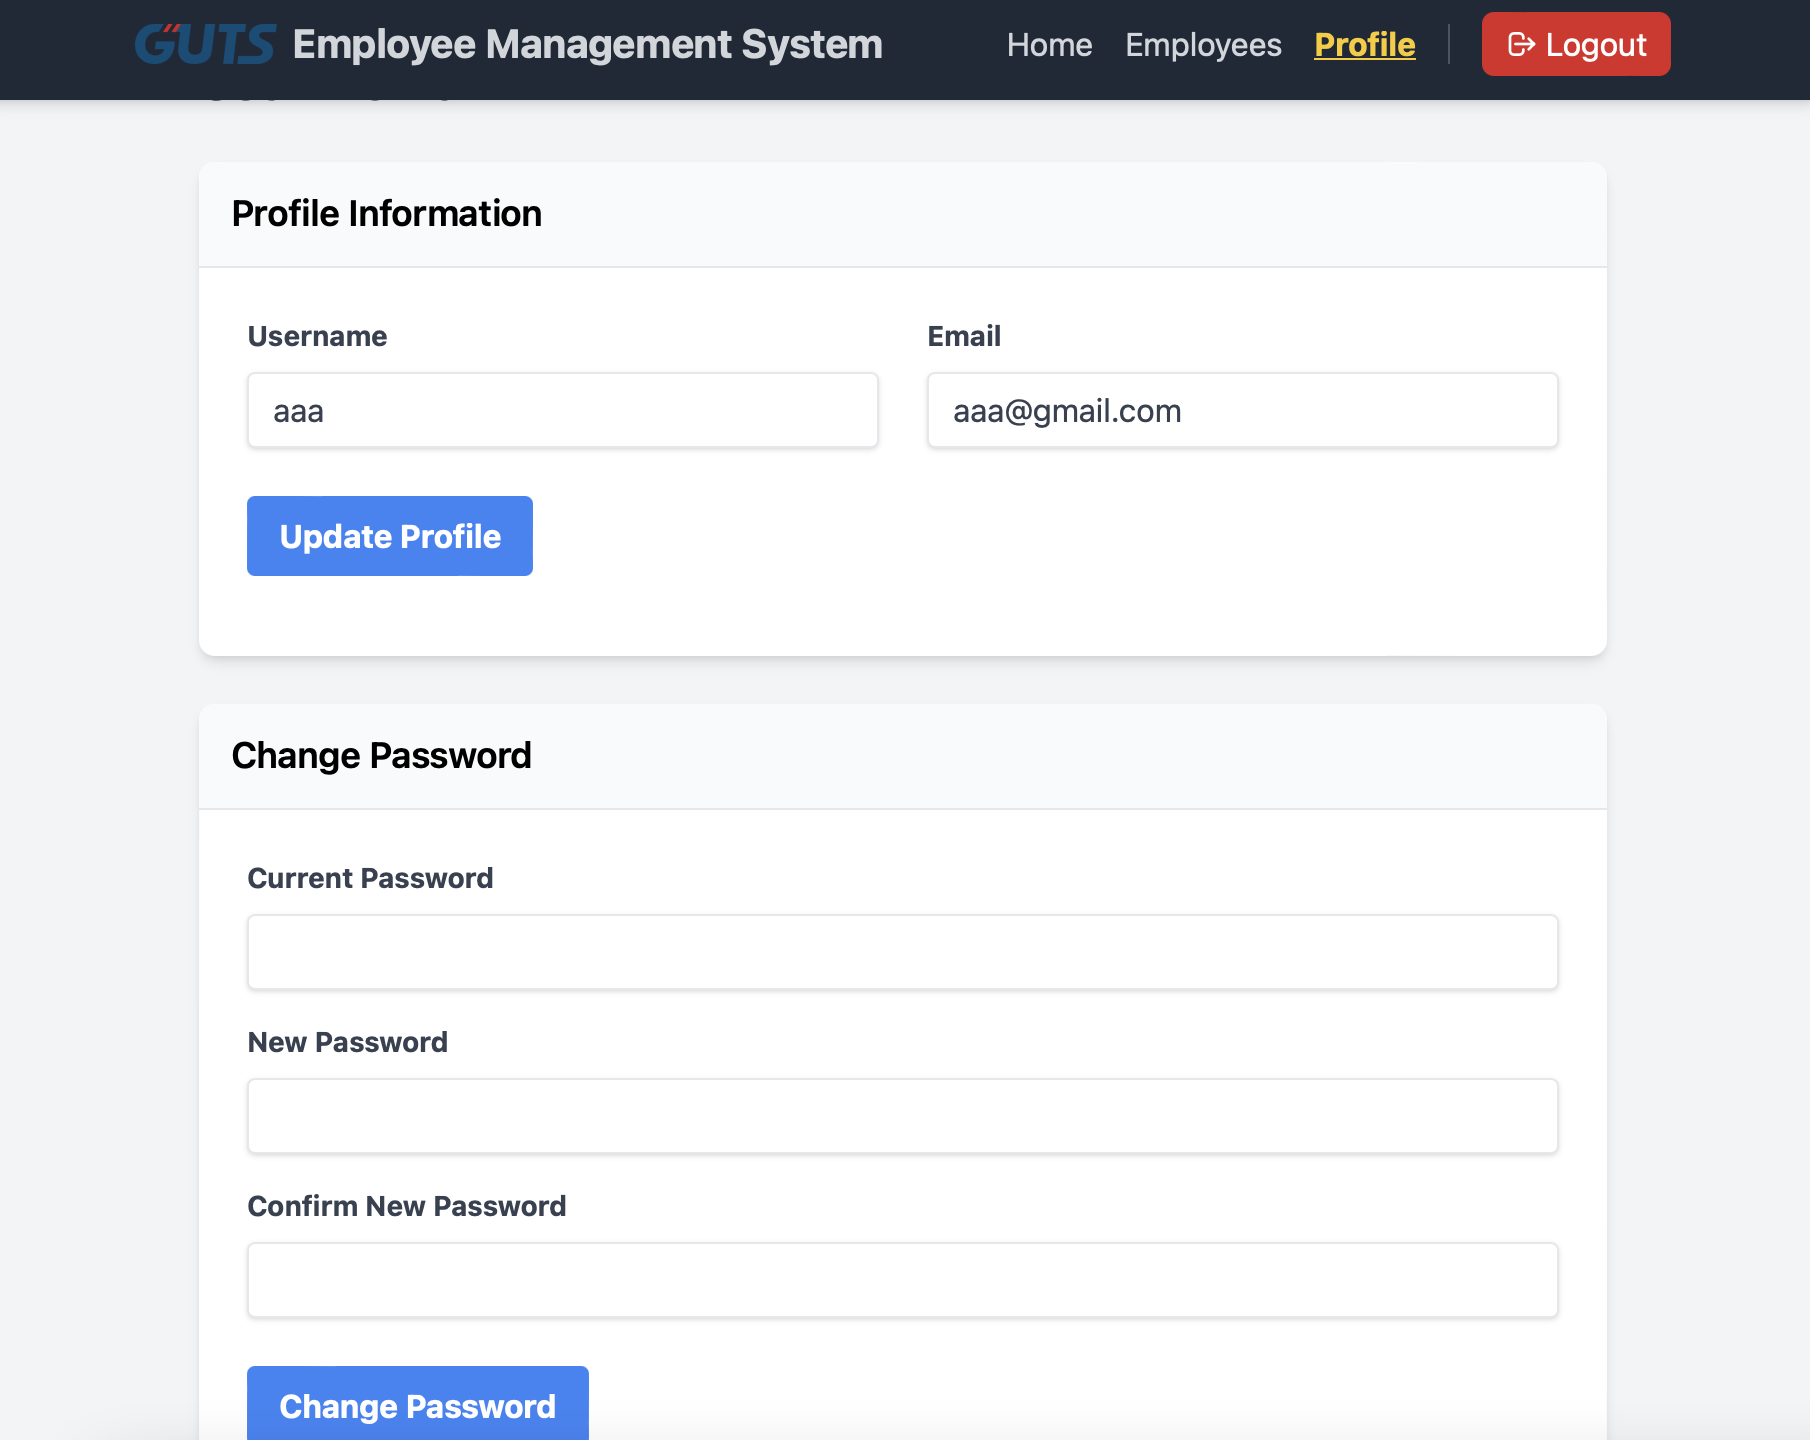 GUTS Employee Management System Home Employees Profile Logout
Profile Information
Username Email
aaa aaa@gmail.com
Update Profile
Change Password
Current Password
New Password
Confirm New Password
Change Password